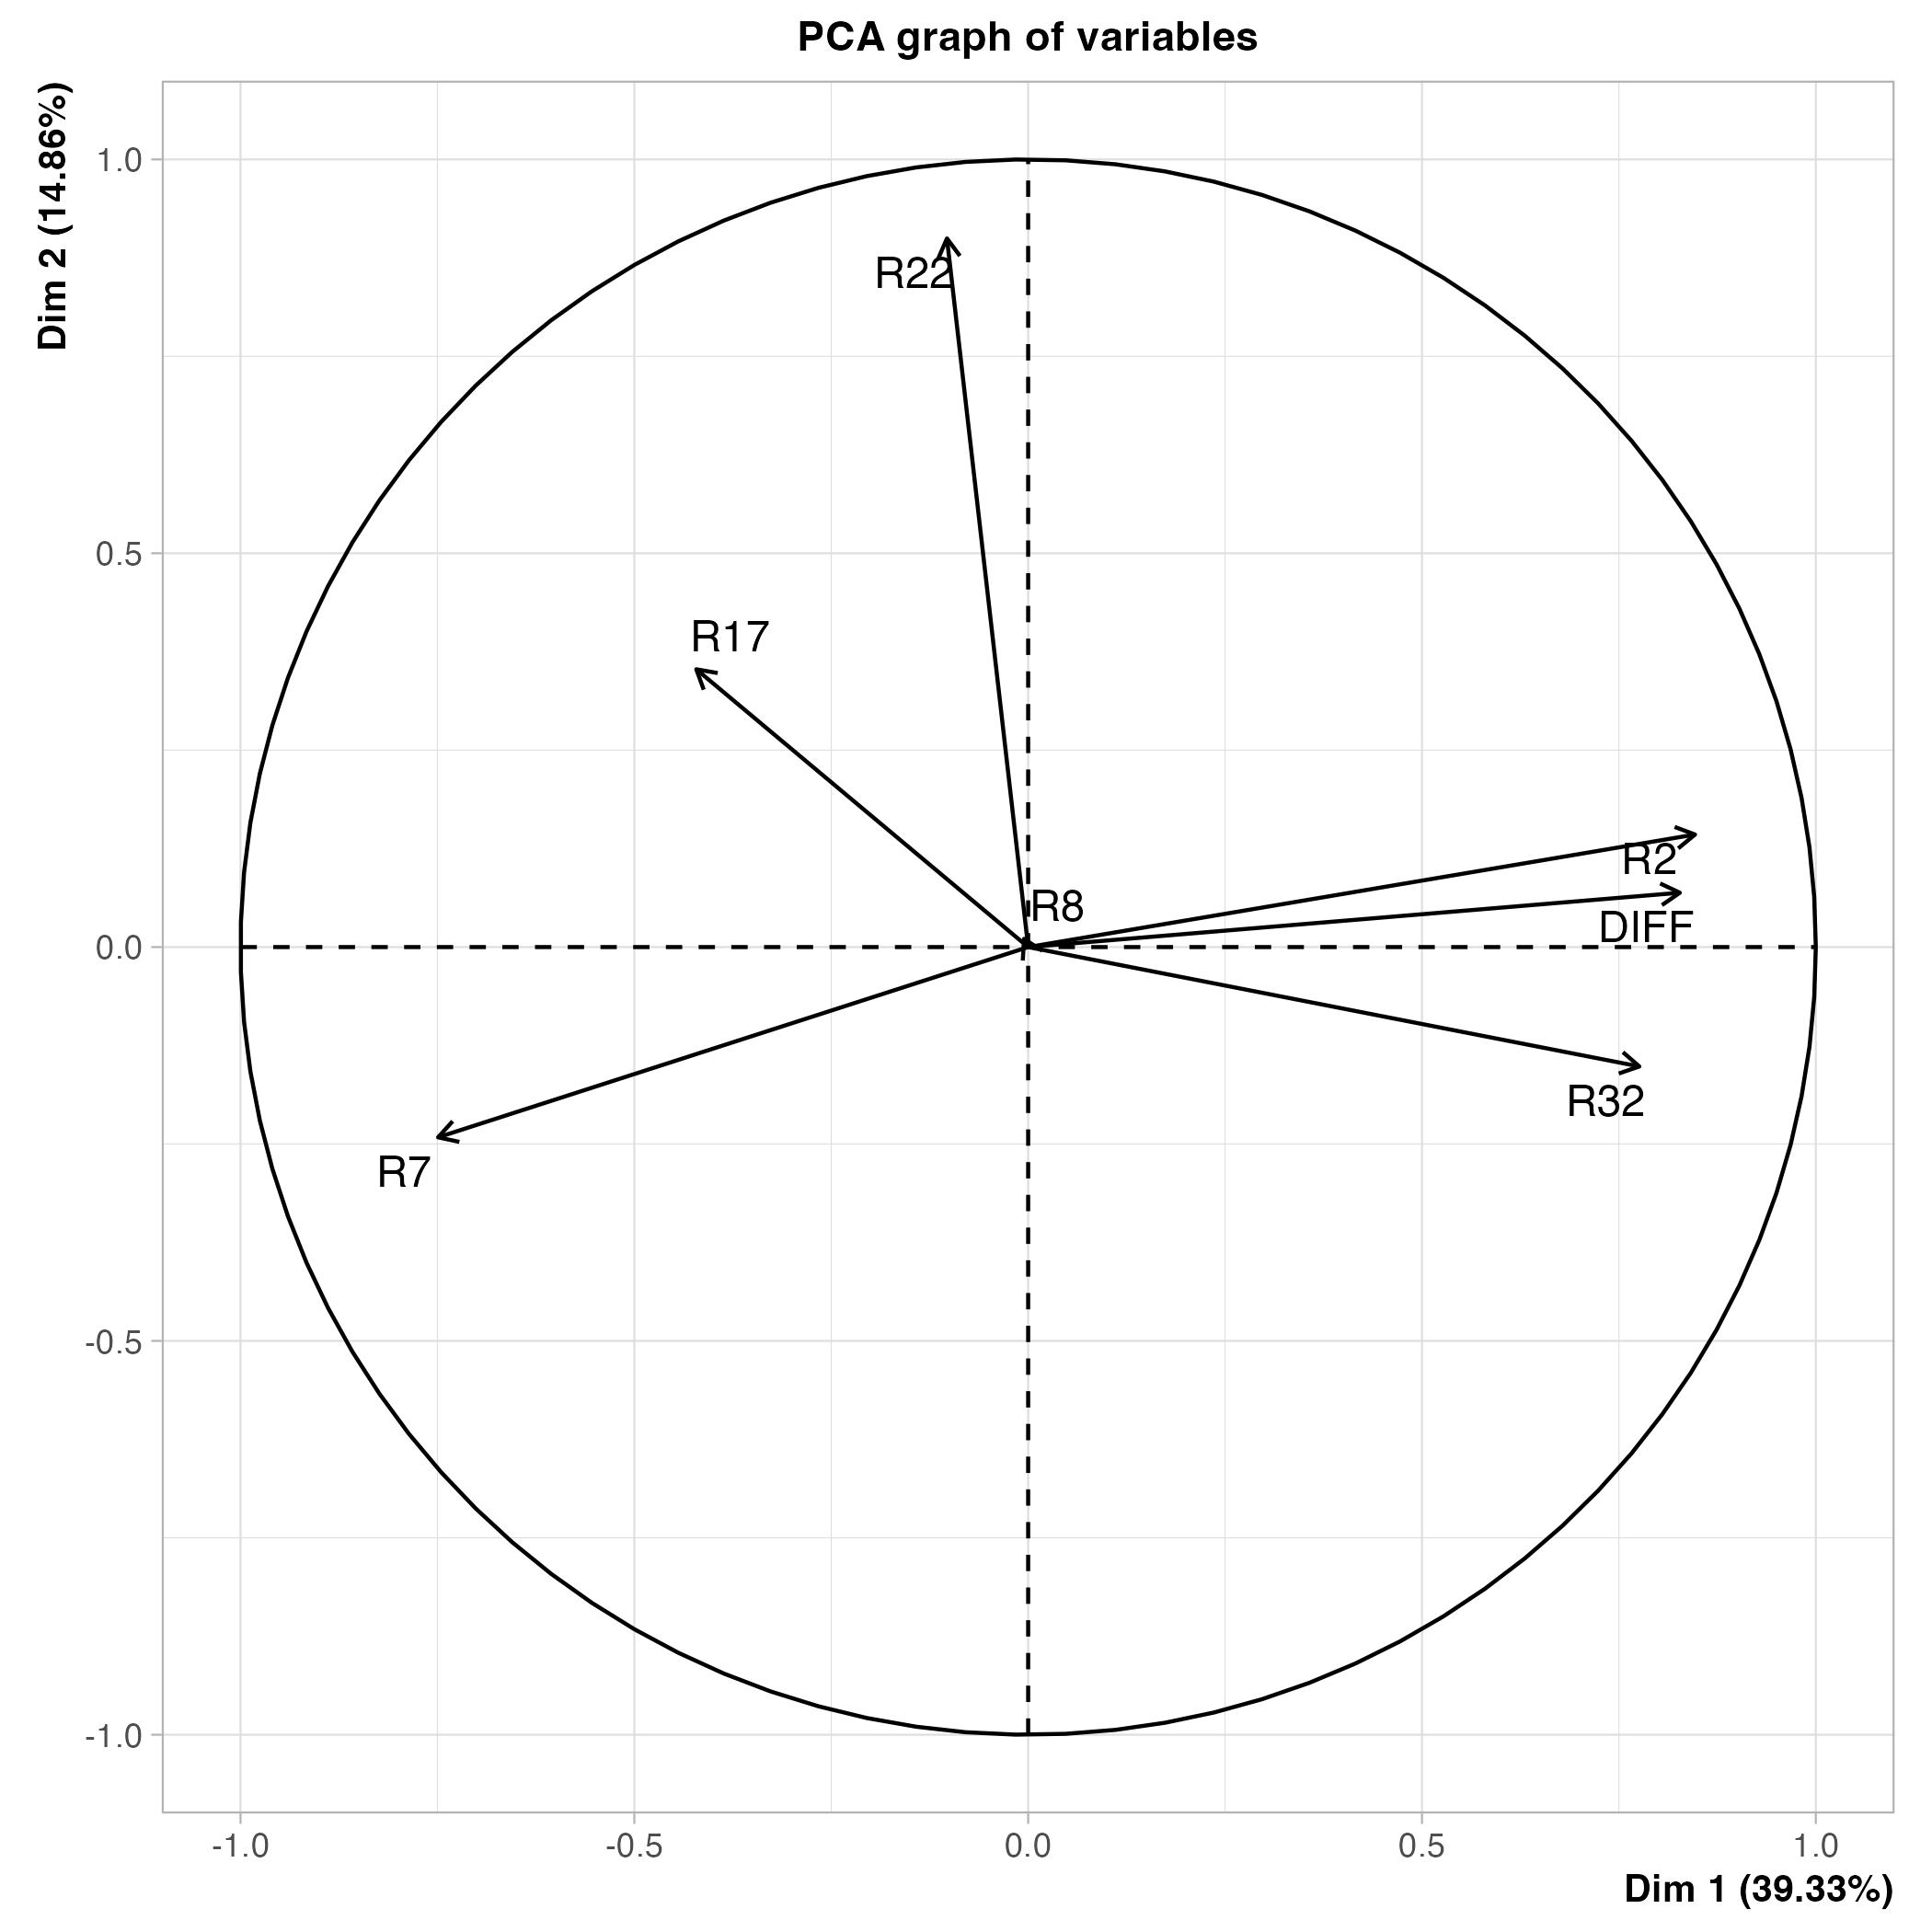 PCA graph of variables
Dim 2 (14.86%)
1.0
R22
0.5
R17
R2
R8
DIFF
0.0
R32
R7
-0.5
-1.0
-1.0
-0.5
0.0
0.5
1.0
Dim 1 (39.33%)